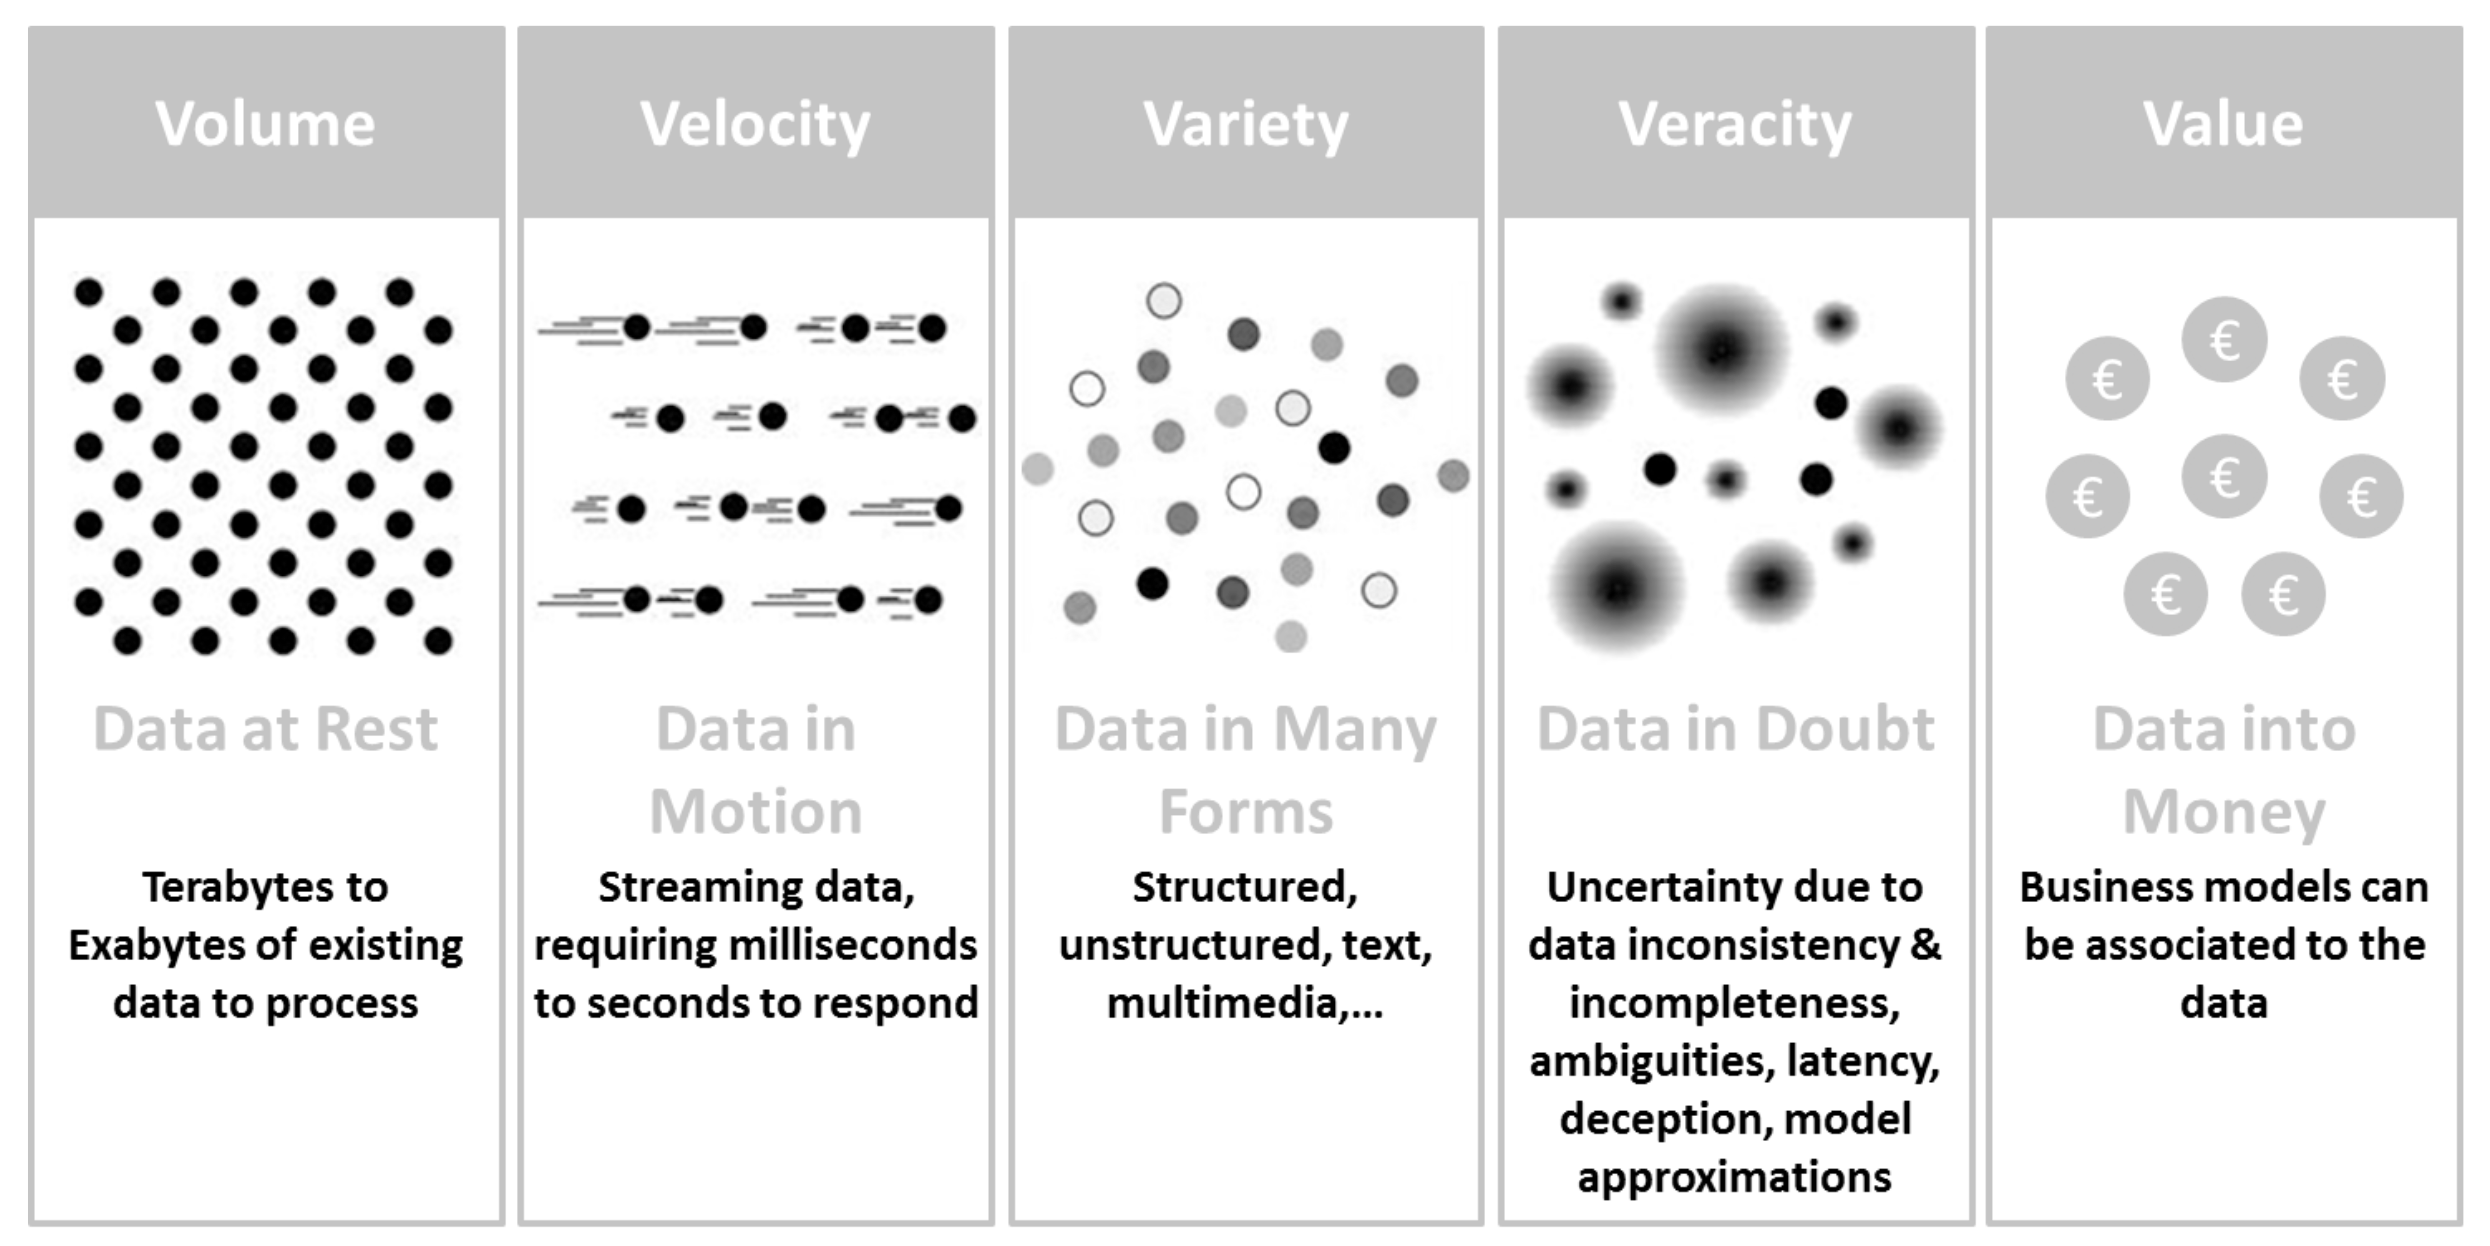 Volume
Data at Rest
Terabytes to
Exabytes of existing
data to process
Velocity
Data in
Motion
Streaming data,
requiring milliseconds
to seconds to respond
Variety
Data in Many
Forms
Structured,
unstructured, text,
multimedia,...
Veracity
Data in Doubt
Uncertainty due to
data inconsistency &
incompleteness,
ambiguities, latency,
deception, model
approximations
Value
€
€ €
€
€ €
€ €
Data into
Money
Business models can
be associated to the
data